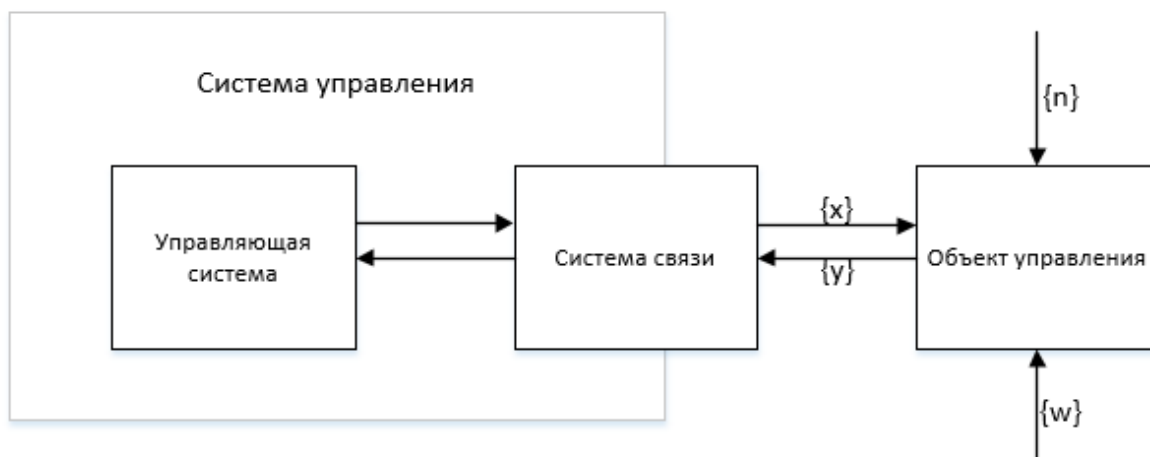 Система управления
{n}
Управляющая
система
Система связи
{x}
{y}
Объект управления
{w}